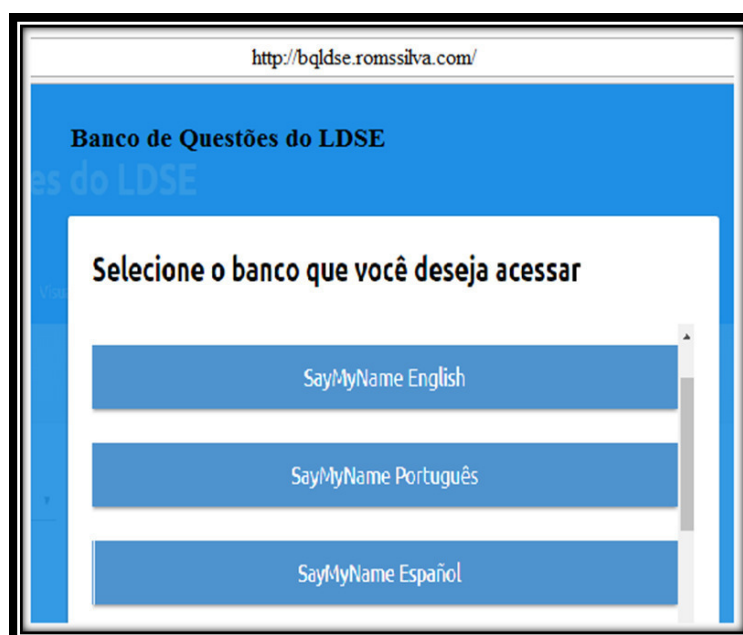 http://bqldse.romssilva.com/
Banco de Questões do LDSE
es do LDSE
Selecione o banco que você deseja acessar
Visu
SayMyName English
SayMyName Português
SayMyName Español